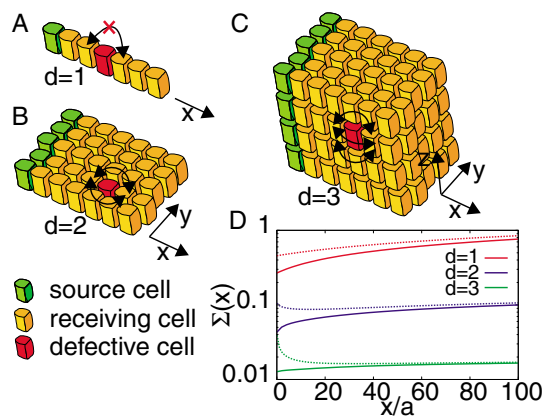 A
d=1
x
B
d=2
y
x
source cell
receiving cell
defective cell
C
d=3
z
y
x
D
1
0.1
0.01
Σ(x)
d=1
d=2
d=3
0 20 40 60 80 100
x/a